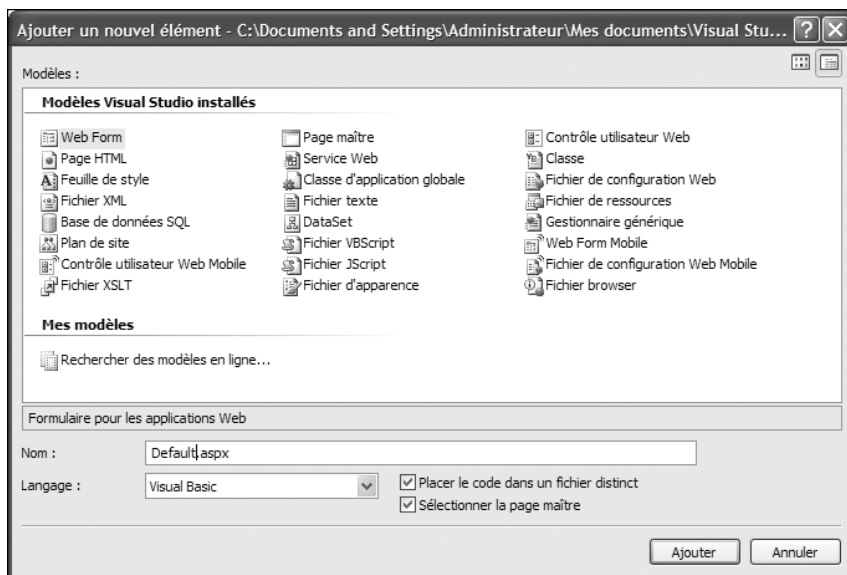 Ajouter un nouvel élément - C:\Documents and Settings\Administrateur\Mes documents\Visual Stu...
Modèles :
Modèles Visual Studio installés
Web Form
Page maître
Contrôle utilisateur Web
Page HTML
Service Web
Classe
Feuille de style
Classe d'application globale
Fichier de configuration Web
Fichier XML
Fichier texte
Fichier de ressources
Base de données SQL
DataSet
Gestionnaire générique
Plan de site
Fichier VBScript
Web Form Mobile
Contrôle utilisateur Web Mobile
Fichier JScript
Fichier de configuration Web Mobile
Fichier XSLT
Fichier d'apparence
Fichier browser
Mes modèles
Rechercher des modèles en ligne...
Formulaire pour les applications Web
Nom :
Default.aspx
Langage :
Visual Basic
Placer le code dans un fichier distinct
Sélectionner la page maître
Ajouter
Annuler